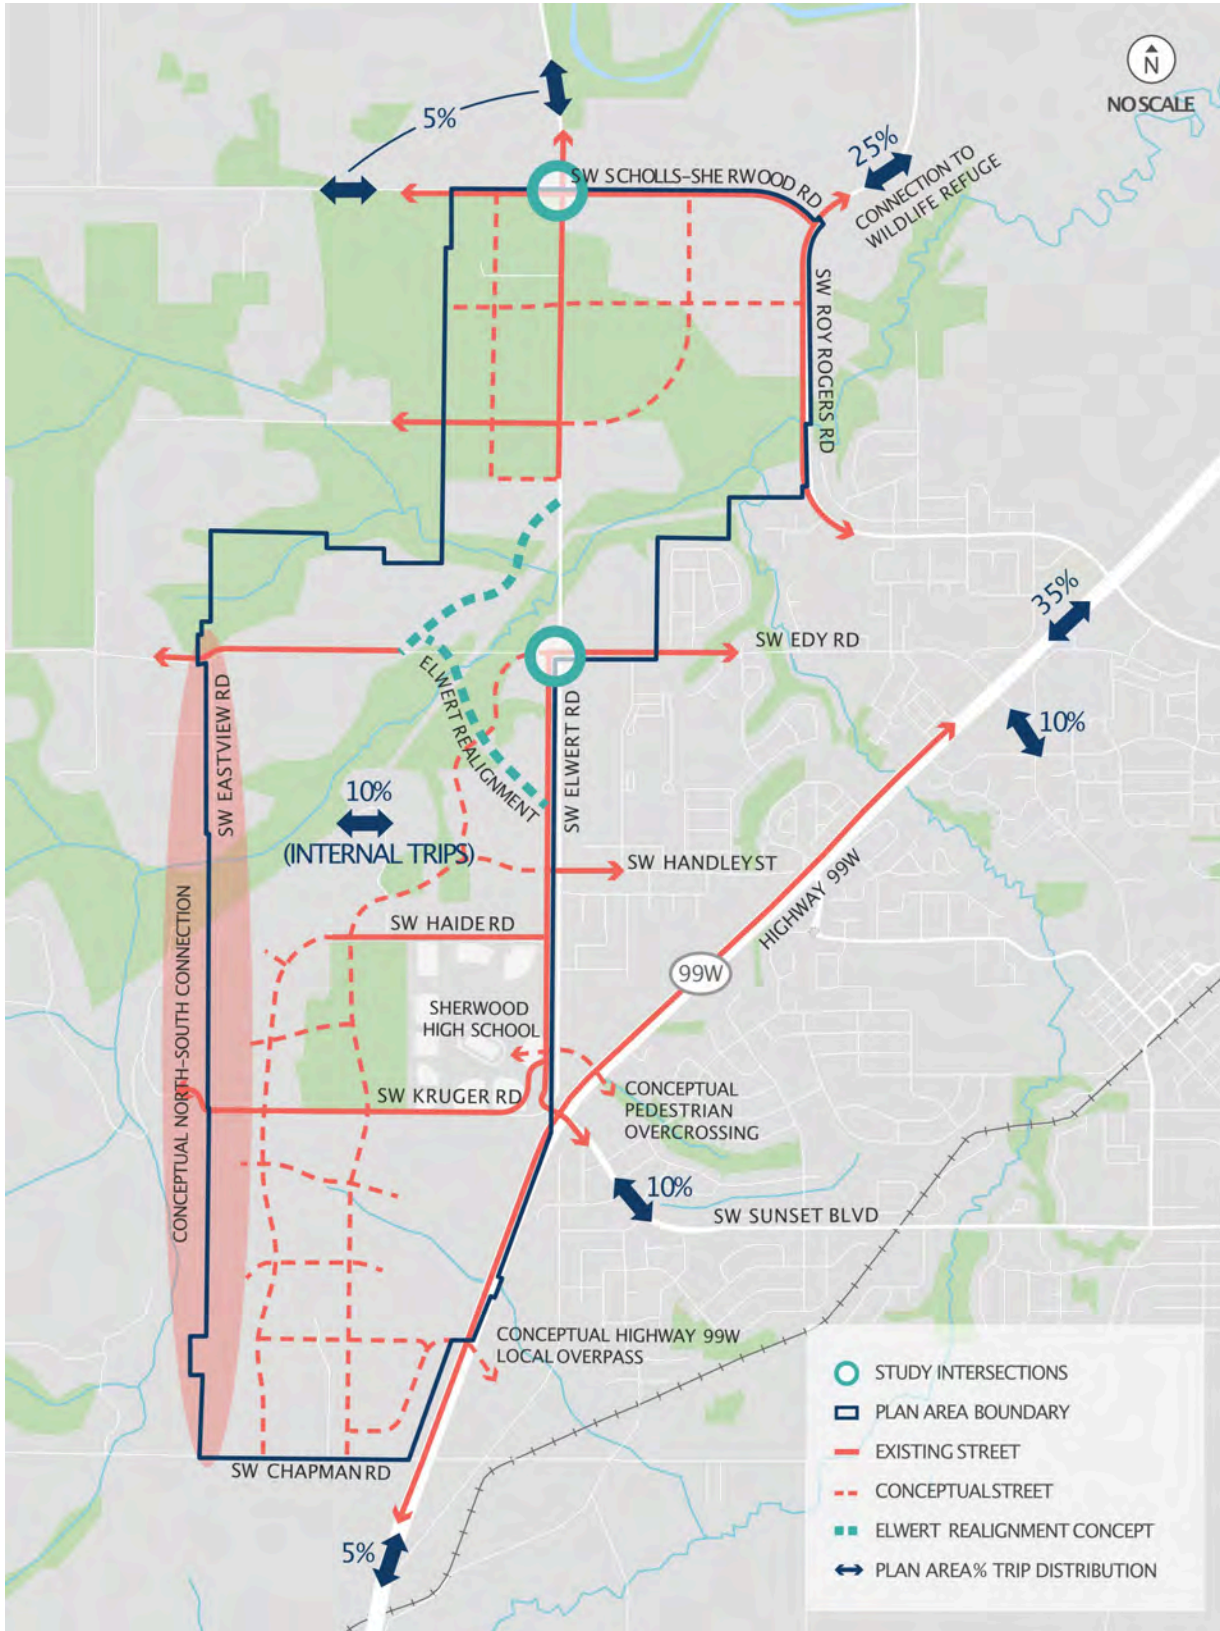 N
NO SCALE
5%
25%
CONNECTION TO
WILDLIFE REFUGE
SW SCHOLLS-SHERWOOD RD
SW ROY ROGERS RD
35%
SW EDY RD
10%
ELWERT REALIGNMENT
SW ELWERT RD
SW EASTVIEW RD
10%
(INTERNAL TRIPS)
SW HANDLEY ST
HIGHWAY 99W
SW HAIDE RD
99W
CONCEPTUAL NORTH-SOUTH CONNECTION
SHERWOOD
HIGH SCHOOL
SW KRUGER RD
CONCEPTUAL
PEDESTRIAN
OVERCROSSING
10%
SW SUNSET BLVD
CONCEPTUAL HIGHWAY 99W
LOCAL OVERPASS
SW CHAPMAN RD
5%
STUDY INTERSECTIONS
PLAN AREA BOUNDARY
EXISTING STREET
CONCEPTUAL STREET
ELWERT REALIGNMENT CONCEPT
PLAN AREA % TRIP DISTRIBUTION